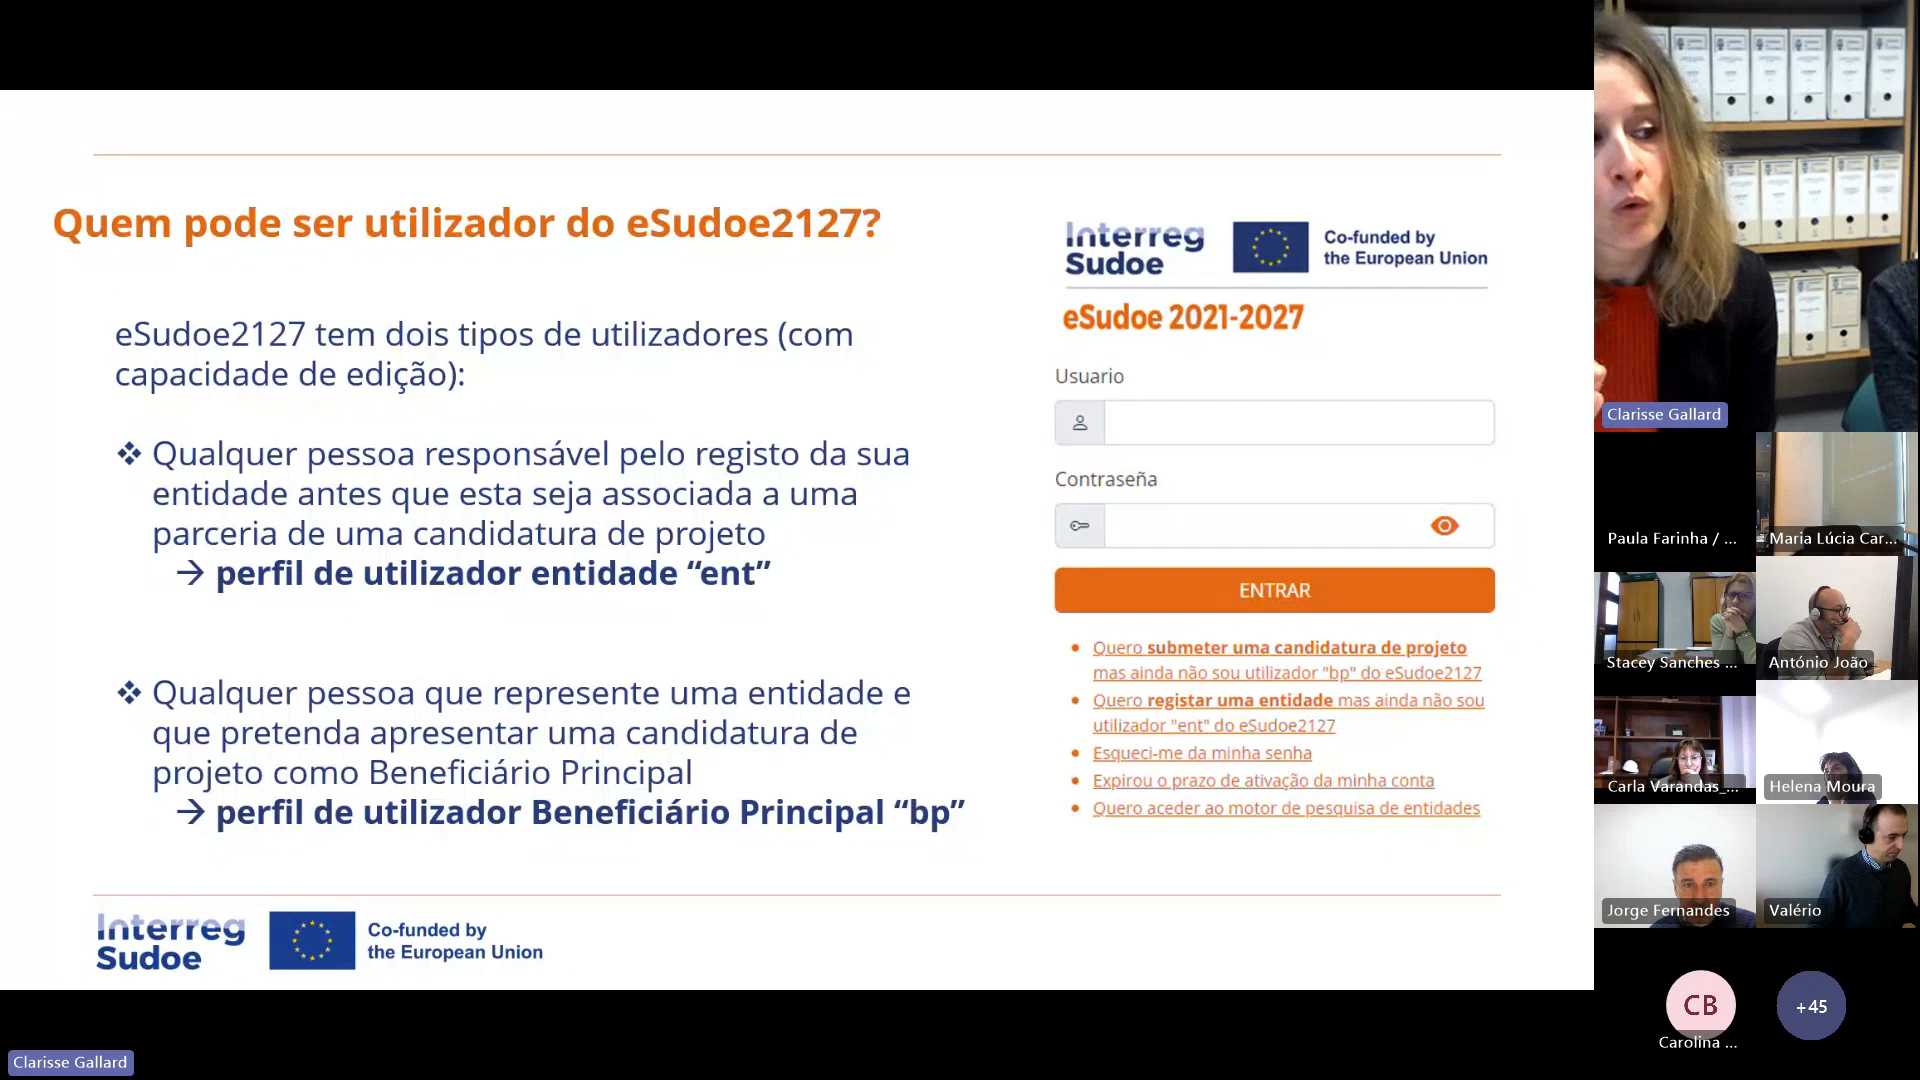 Quem pode ser utilizador do eSudoe2127?
eSudoe2127 tem dois tipos de utilizadores (com
capacidade de edição):
❖ Qualquer pessoa responsável pelo registo da sua
entidade antes que esta seja associada a uma
parceria de uma candidatura de projeto
→ perfil de utilizador entidade “ent”
❖ Qualquer pessoa que represente uma entidade e
que pretenda apresentar uma candidatura de
projeto como Beneficiário Principal
→ perfil de utilizador Beneficiário Principal “bp”
Interreg
Sudoe
Co-funded by
the European Union
eSudoe 2021-2027
Usuario
Contraseña
ENTRAR
• Quero submeter uma candidatura de projeto
mas ainda não sou utilizador "bp" do eSudoe2127
• Quero registar uma entidade mas ainda não sou
utilizador "ent" do eSudoe2127
• Esqueci-me da minha senha
• Expirou o prazo de ativação da minha conta
• Quero aceder ao motor de pesquisa de entidades
Interreg
Sudoe
Co-funded by
the European Union
Clarisse Gallard
Clarisse Gallard
Paula Farinha / ...
Maria Lúcia Car...
Stacey Sanches ...
António João
Carla Varandas_...
Helena Moura
Jorge Fernandes
Valério
CB
Carolina ...
+45